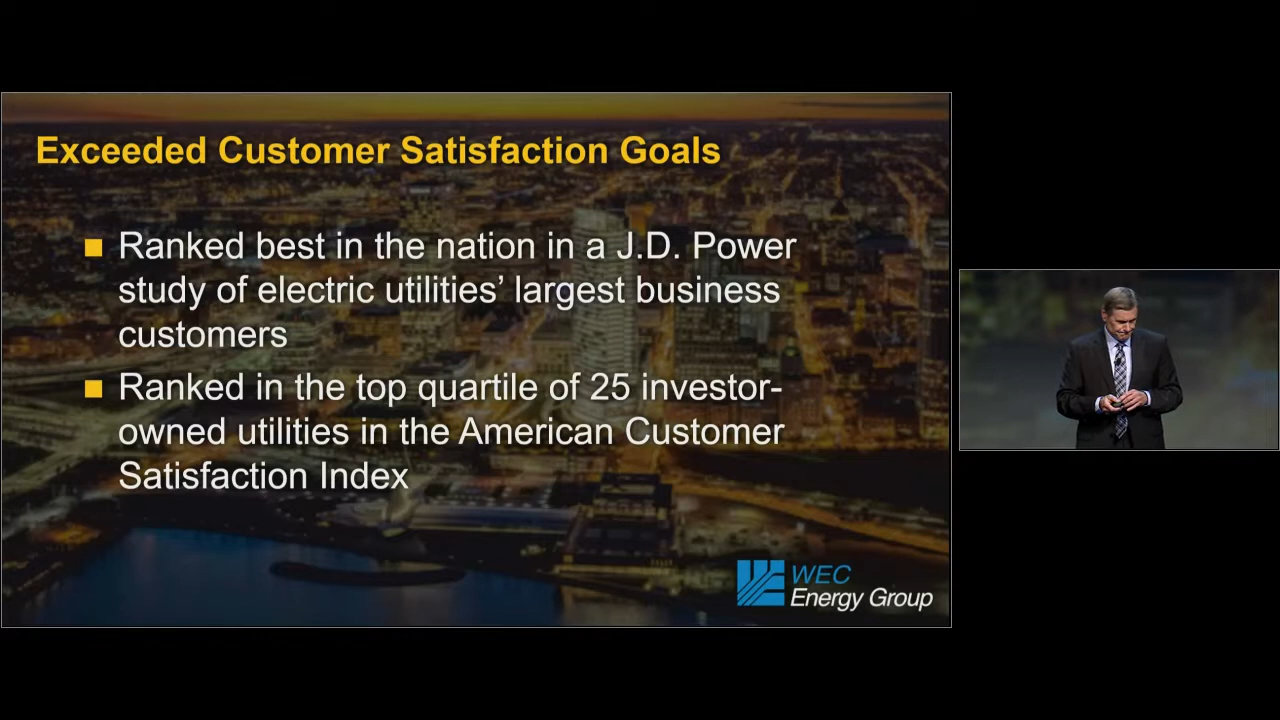 Exceeded Customer Satisfaction Goals
Ranked best in the nation in a J.D. Power
study of electric utilities’ largest business
customers
Ranked in the top quartile of 25 investor-
owned utilities in the American Customer
Satisfaction Index
WEC
Energy Group